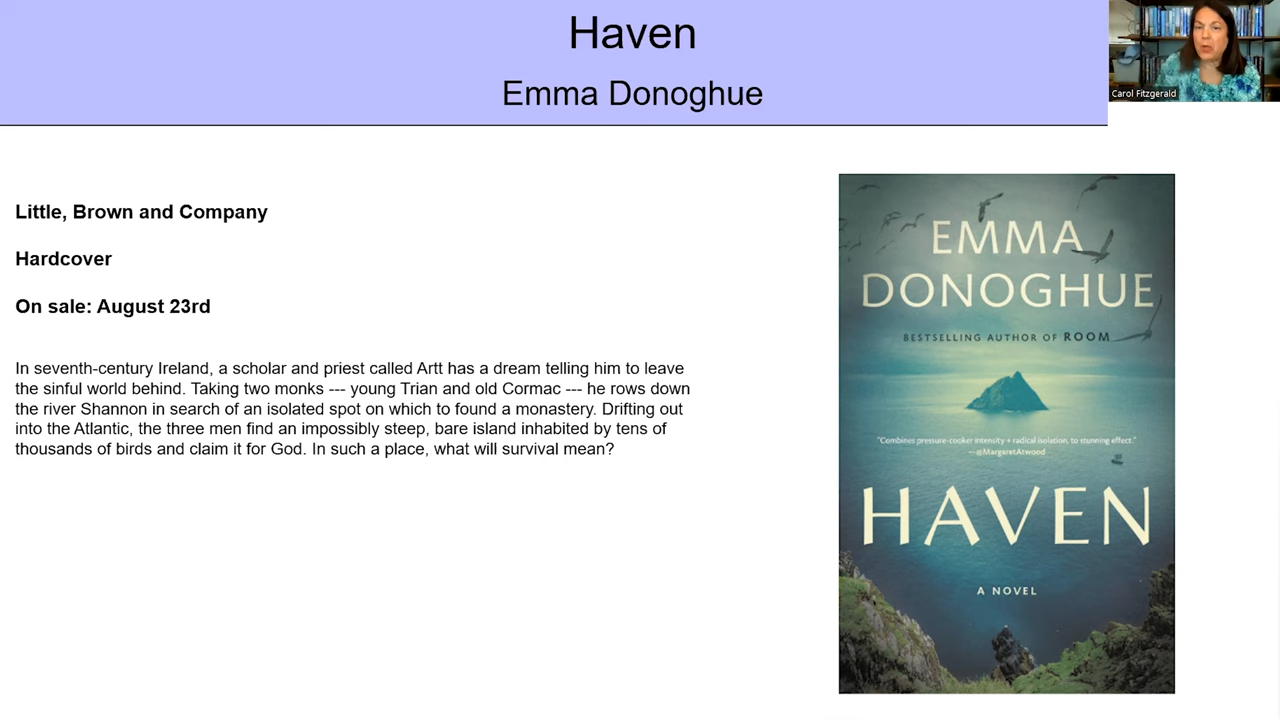 Haven
Emma Donoghue
Carol Fitzgerald
Little, Brown and Company
Hardcover
On sale: August 23rd
In seventh-century Ireland, a scholar and priest called Artt has a dream telling him to leave
the sinful world behind. Taking two monks --- young Trian and old Cormac --- he rows down
the river Shannon in search of an isolated spot on which to found a monastery. Drifting out
into the Atlantic, the three men find an impossibly steep, bare island inhabited by tens of
thousands of birds and claim it for God. In such a place, what will survival mean?
EMMA
DONOGHUE
BESTSELLING AUTHOR OF ROOM
"Combines pressure-cooker intensity + radical isolation, to stunning effect."
—@MargaretAtwood
HAVEN
A NOVEL